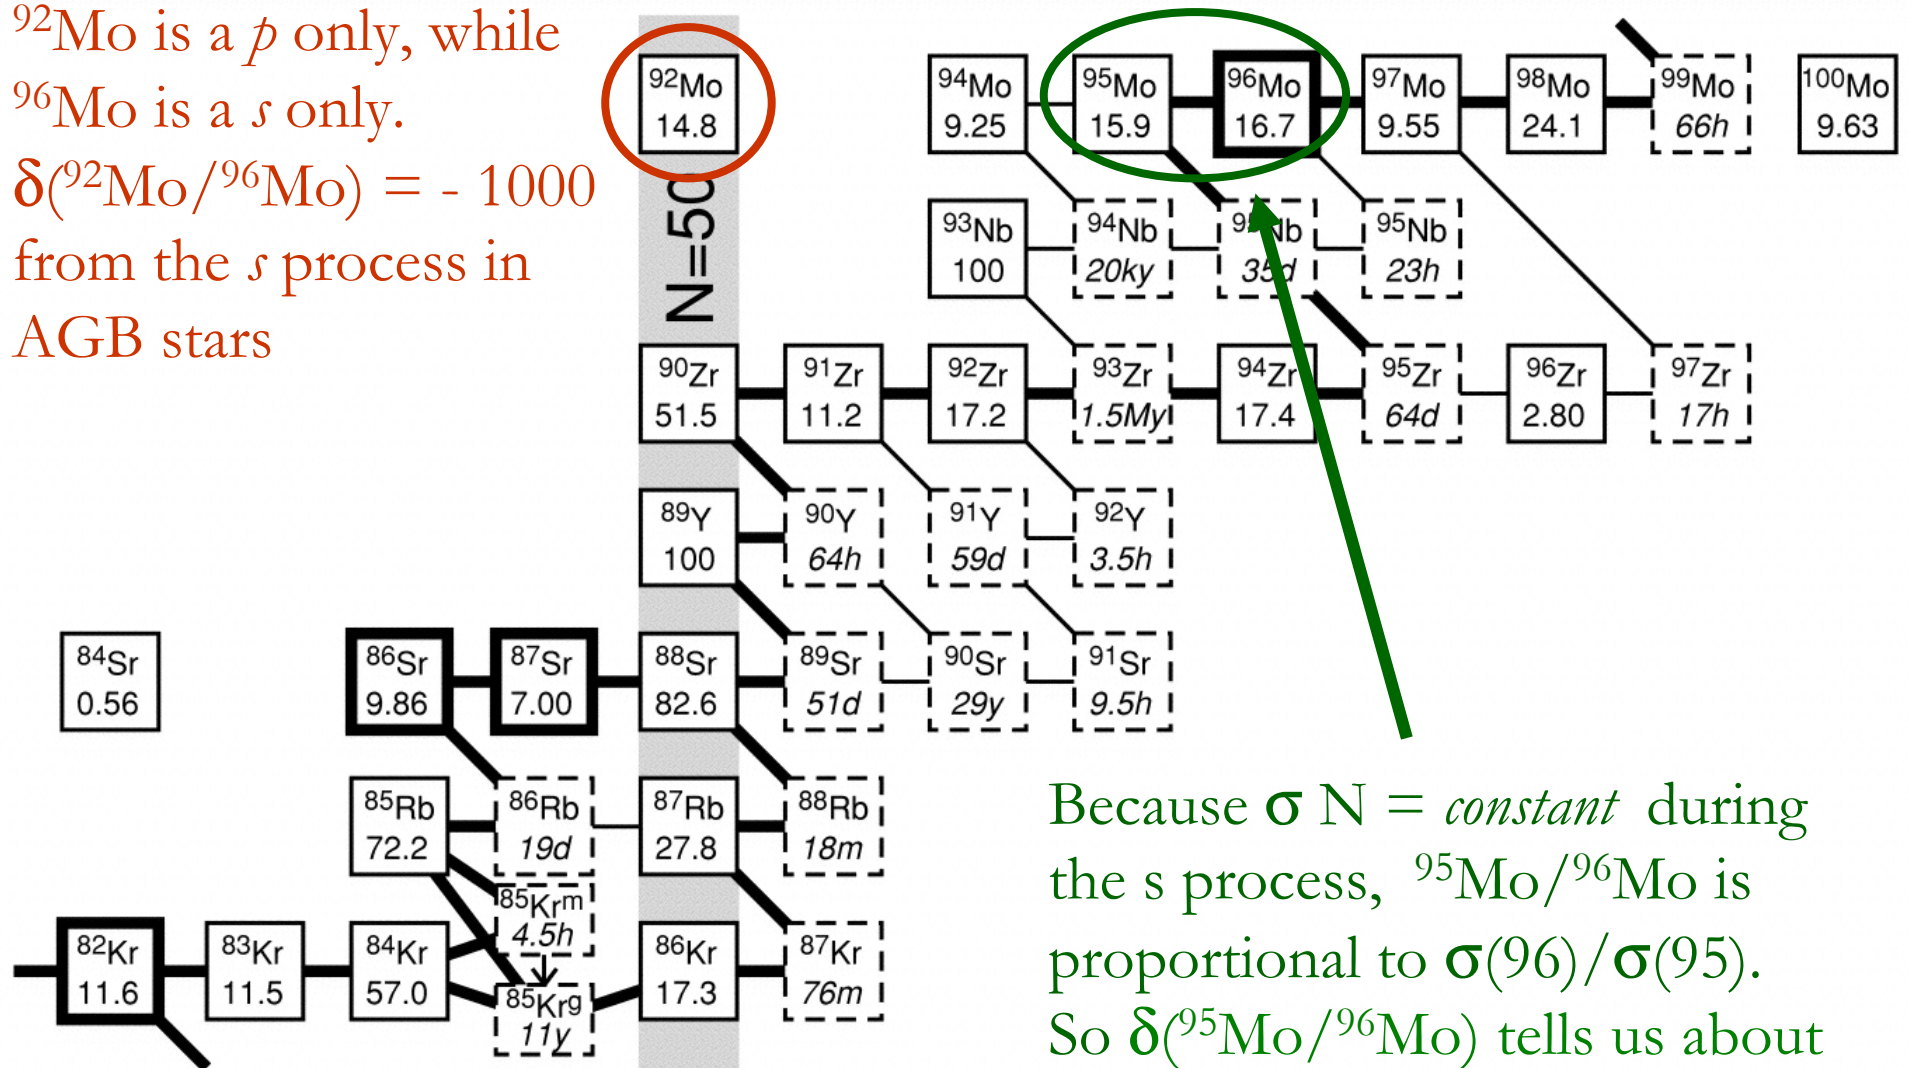 ⁹²Mo is a p only, while
⁹⁶Mo is a s only.
δ(⁹²Mo/⁹⁶Mo) = - 1000
from the s process in
AGB stars
N=50
⁹²Mo
14.8
⁹⁴Mo
9.25
⁹⁵Mo
15.9
⁹⁶Mo
16.7
⁹⁷Mo
9.55
⁹⁸Mo
24.1
⁹⁹Mo
66h
¹⁰⁰Mo
9.63
⁹³Nb
100
⁹⁴Nb
20ky
⁹⁵Nb
35d
⁹⁵Nb
23h
⁹⁰Zr
51.5
⁹¹Zr
11.2
⁹²Zr
17.2
⁹³Zr
1.5My
⁹⁴Zr
17.4
⁹⁵Zr
64d
⁹⁶Zr
2.80
⁹⁷Zr
17h
⁸⁹Y
100
⁹⁰Y
64h
⁹¹Y
59d
⁹²Y
3.5h
⁸⁴Sr
0.56
⁸⁶Sr
9.86
⁸⁷Sr
7.00
⁸⁸Sr
82.6
⁸⁹Sr
51d
⁹⁰Sr
29y
⁹¹Sr
9.5h
⁸⁵Rb
72.2
⁸⁶Rb
19d
⁸⁷Rb
27.8
⁸⁸Rb
18m
⁸²Kr
11.6
⁸³Kr
11.5
⁸⁴Kr
57.0
⁸⁵Krᵐ
4.5h
⁸⁵Krᵍ
11y
⁸⁶Kr
17.3
⁸⁷Kr
76m
Because σ N = constant during
the s process, ⁹⁵Mo/⁹⁶Mo is
proportional to σ(96)/σ(95).
So δ(⁹⁵Mo/⁹⁶Mo) tells us about